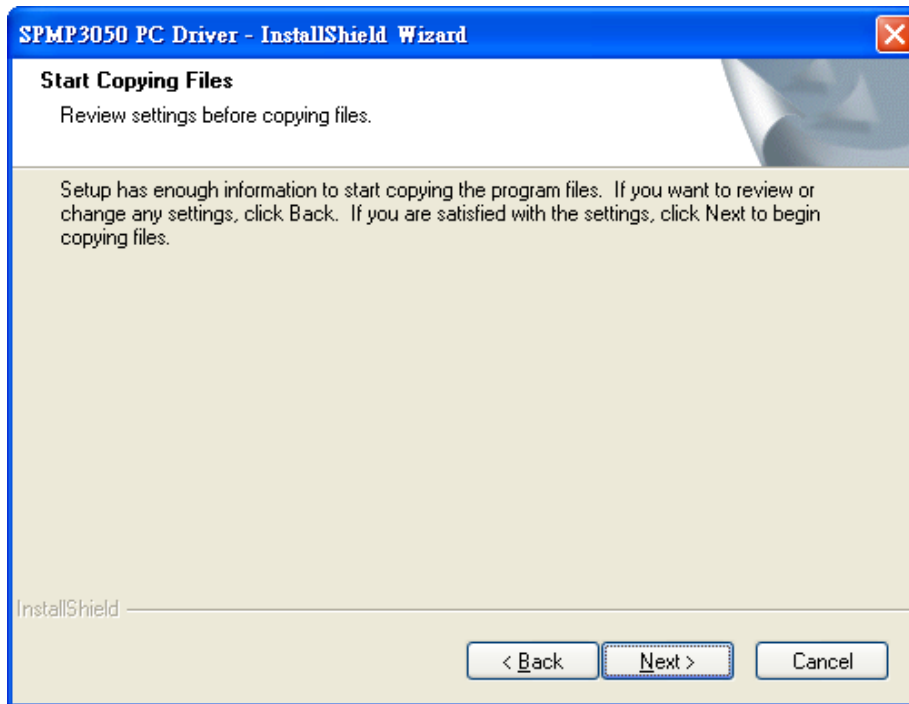 SPMP3050 PC Driver - InstallShield Wizard
Start Copying Files
Review settings before copying files.
Setup has enough information to start copying the program files. If you want to review or
change any settings, click Back. If you are satisfied with the settings, click Next to begin
copying files.
InstallShield
< Back
Next >
Cancel